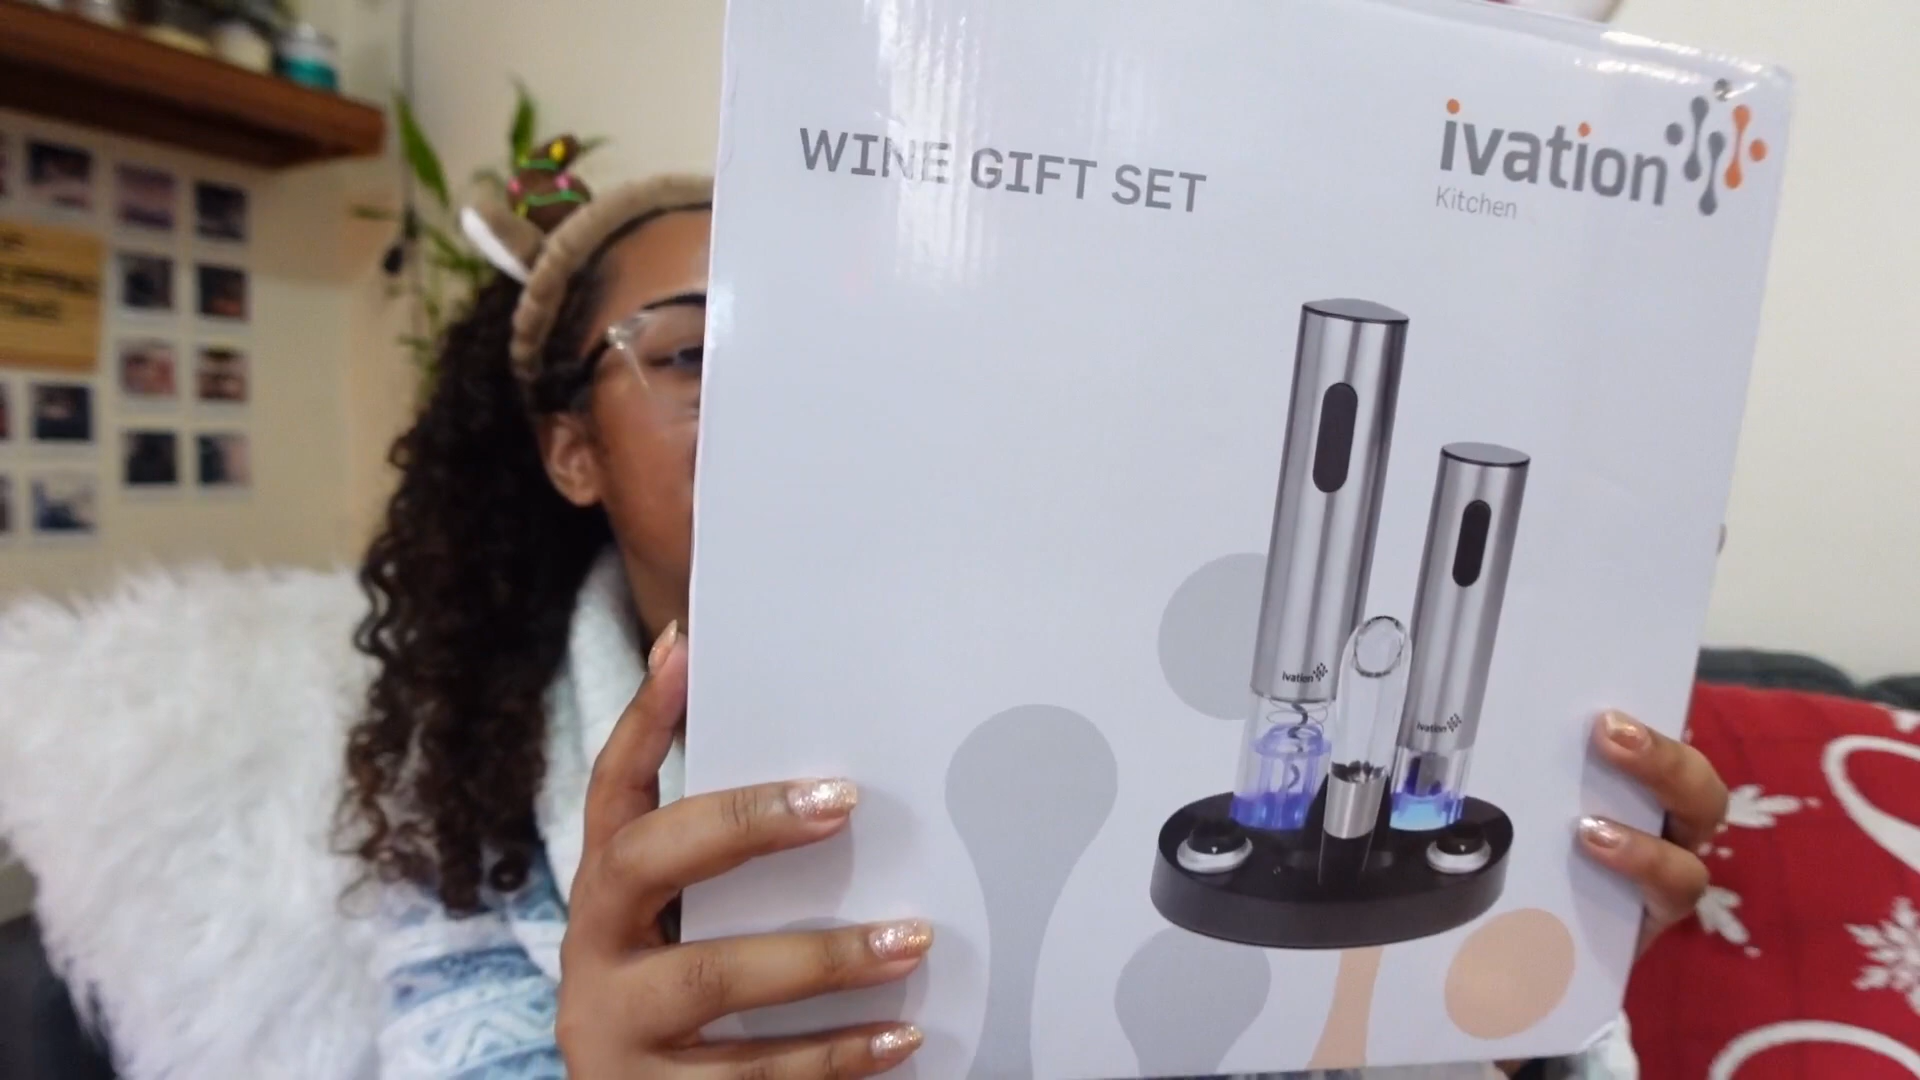 WINE GIFT SET
ivation
Kitchen
ivation
ivation